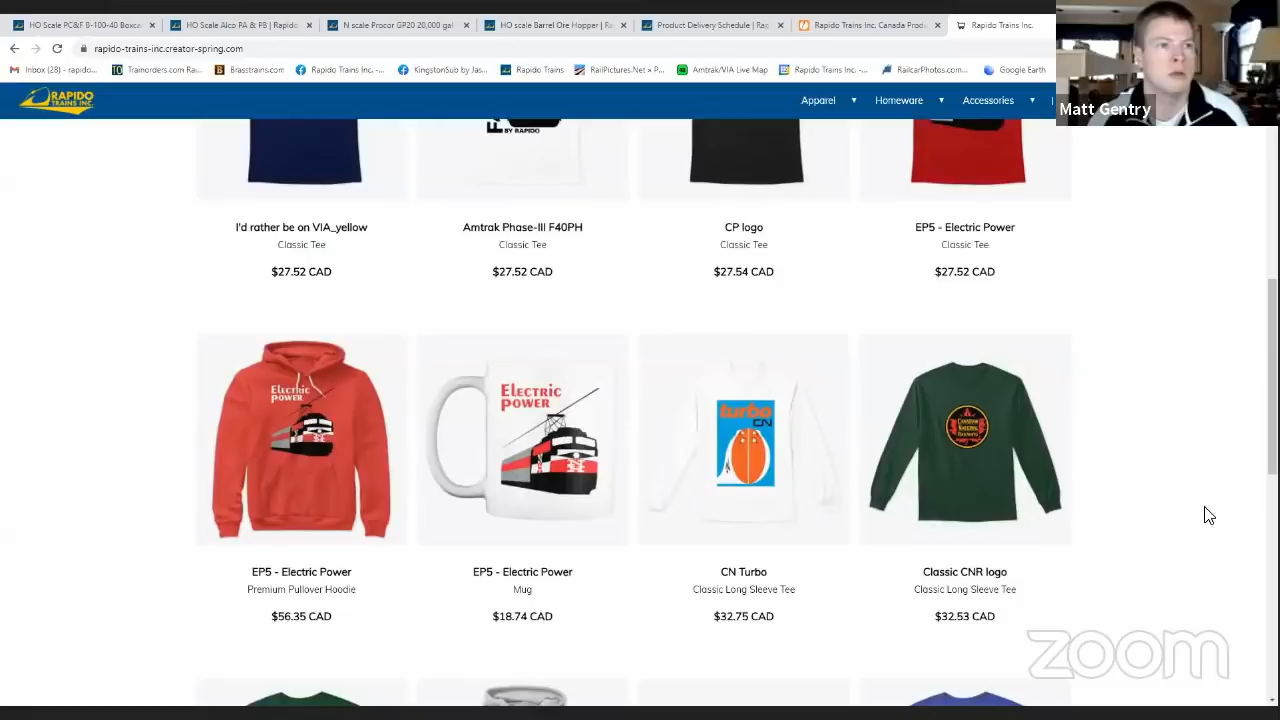 HO Scale PC&F B-100-40 Boxca
HO Scale Alco PA & PB | Rapido
N scale Procor GP20 20,000 gal
HO scale Barrel Ore Hopper | Ra
Product Delivery Schedule | Rap
Rapido Trains Inc. Canada Produ
Rapido Trains Inc.
rapido-trains-inc.creator-spring.com
Inbox (28) - rapido...
Trainorders.com Ra...
Brasstrains.com
Rapido Trains Inc. -...
KingstonSub by Jas...
Rapido Trains
RailPictures.Net » P...
Amtrak/VIA Live Map
Rapido Trains Inc. -...
RailcarPhotos.com...
Google Earth
RAPIDO
TRAINS INC.
Apparel
Homeware
Accessories
Matt Gentry
BY RAPIDO
I'd rather be on VIA_yellow
Classic Tee
$27.52 CAD
Amtrak Phase-III F40PH
Classic Tee
$27.52 CAD
CP logo
Classic Tee
$27.54 CAD
EP5 - Electric Power
Classic Tee
$27.52 CAD
Electric
Power
Electric
Power
turbo
CN
Canadian
National
Railways
EP5 - Electric Power
Premium Pullover Hoodie
$56.35 CAD
EP5 - Electric Power
Mug
$18.74 CAD
CN Turbo
Classic Long Sleeve Tee
$32.75 CAD
Classic CNR logo
Classic Long Sleeve Tee
$32.53 CAD
zoom